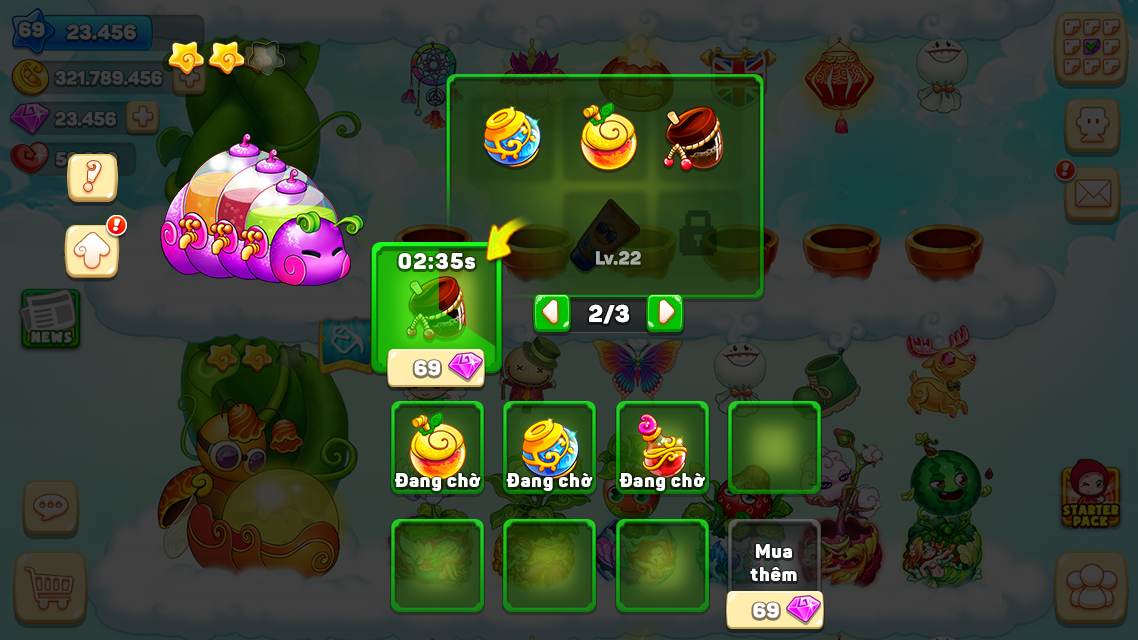 69 23.456
321.789.456
23.456
NEWS
Lv.22
02:35s
2/3
69
Đang chờ
Đang chờ
Đang chờ
Mua
thêm
69
STARTER
PACK